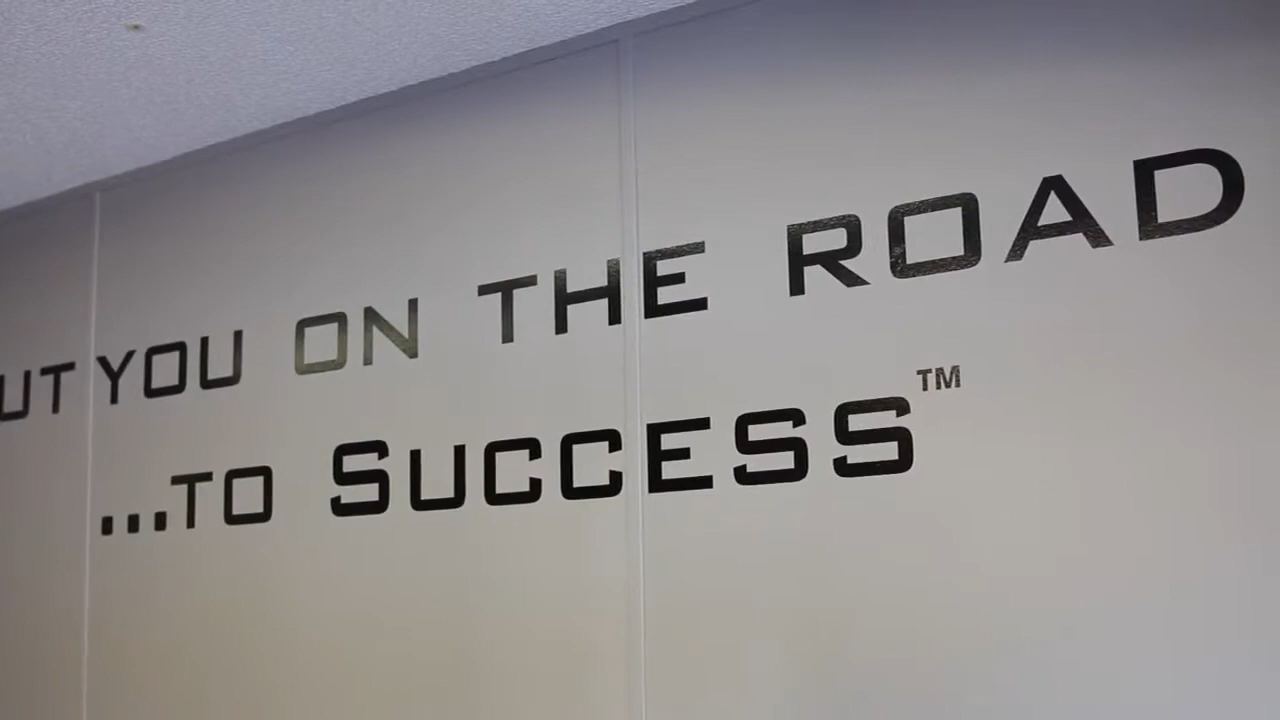 UT YOU ON THE ROAD
...TO SUCCESS™